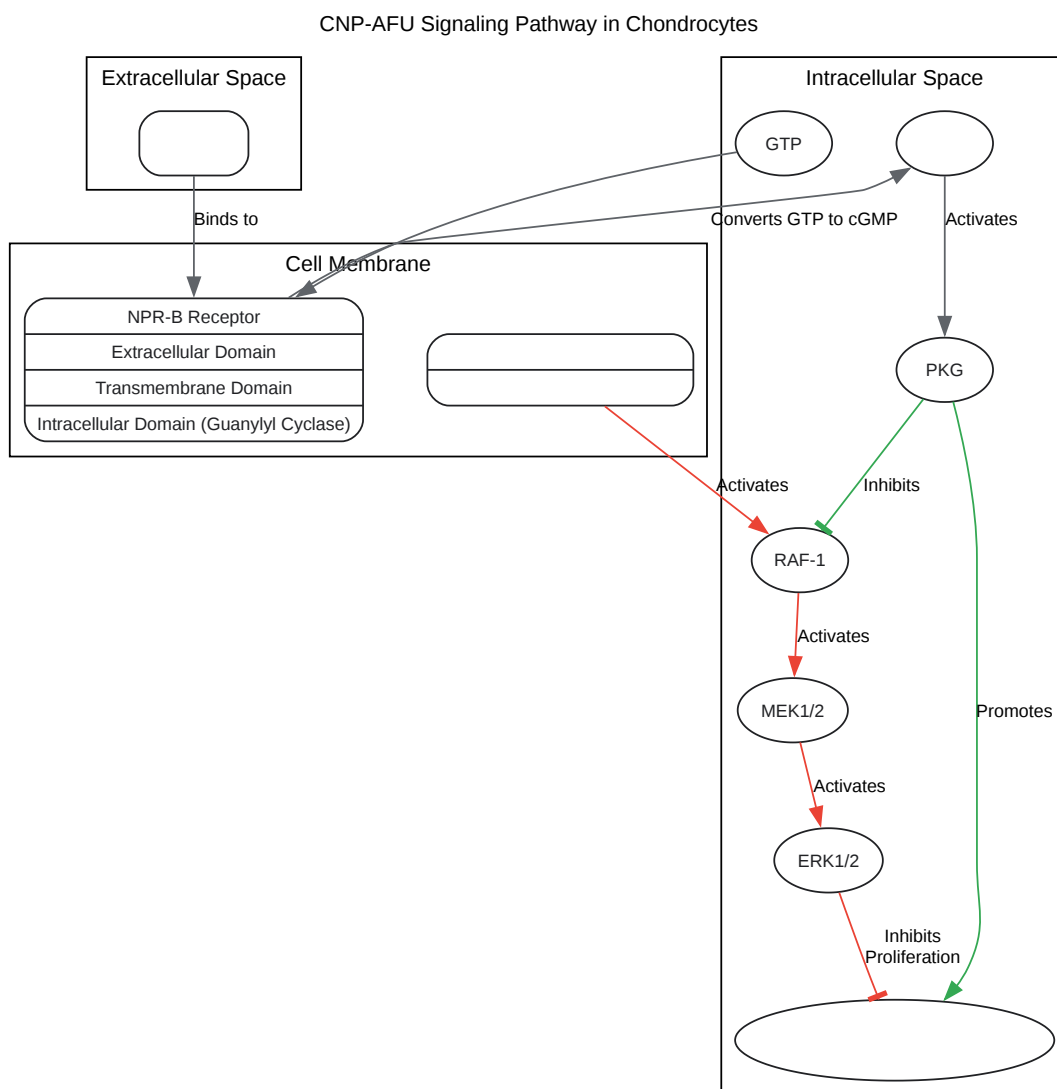 CNP-AFU Signaling Pathway in Chondrocytes
Extracellular Space
Intracellular Space
GTP
Binds to
Converts GTP to cGMP
Activates
Cell Membrane
NPR-B Receptor
Extracellular Domain
Transmembrane Domain
Intracellular Domain (Guanylyl Cyclase)
PKG
Activates
Inhibits
RAF-1
Activates
MEK1/2
Promotes
Activates
ERK1/2
Inhibits
Proliferation